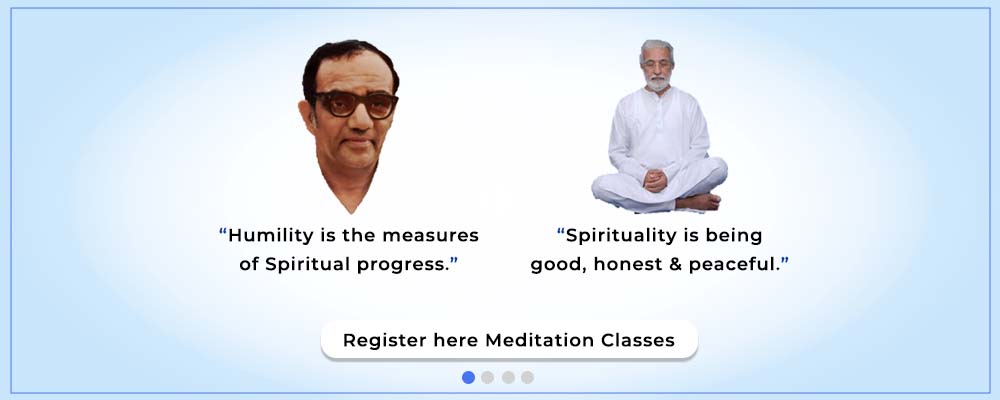 “Humility is the measures
of Spiritual progress.”
“Spirituality is being
good, honest & peaceful.”
Register here Meditation Classes